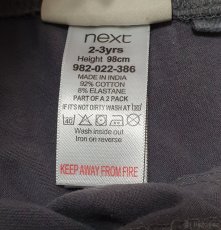 next
2-3yrs
Height 98cm
982-022-386
MADE IN INDIA
92% COTTON
8% ELASTANE
PART OF A 2 PACK
IF IT'S NOT DIRTY WASH AT 30°
40
Wash inside out
Iron on reverse
KEEP AWAY FROM FIRE